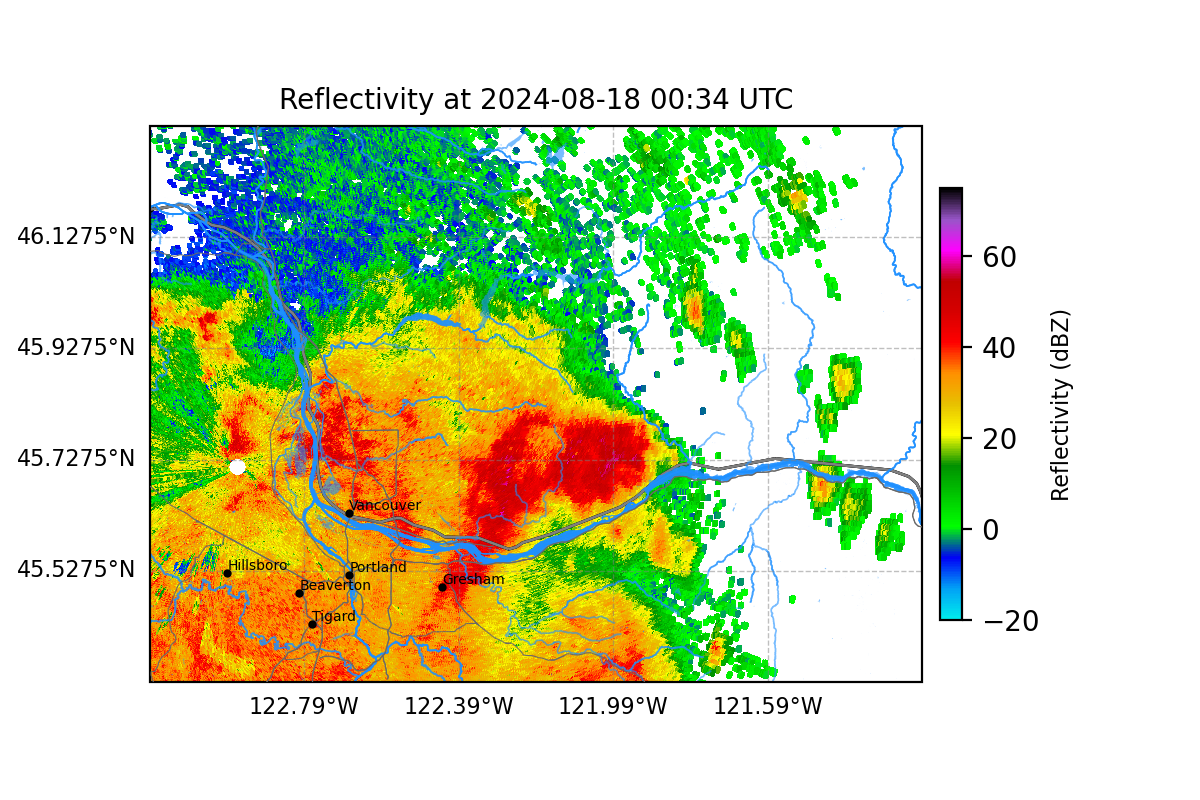 Reflectivity at 2024-08-18 00:34 UTC
46.1275°N
45.9275°N
45.7275°N
45.5275°N
122.79°W
122.39°W
121.99°W
121.59°W
Vancouver
Hillsboro
Portland
Beaverton
Gresham
Tigard
60
40
20
0
−20
Reflectivity (dBZ)